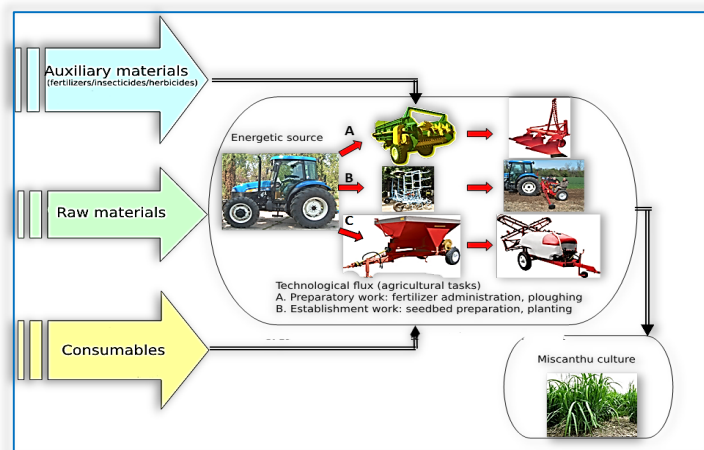 Auxiliary materials
(fertilizers/insecticides/herbicides)
Energetic source
A
B
Raw materials
C
Technological flux (agricultural tasks)
A. Preparatory work: fertilizer administration, ploughing
B. Establishment work: seedbed preparation, planting
Consumables
Miscanthu culture